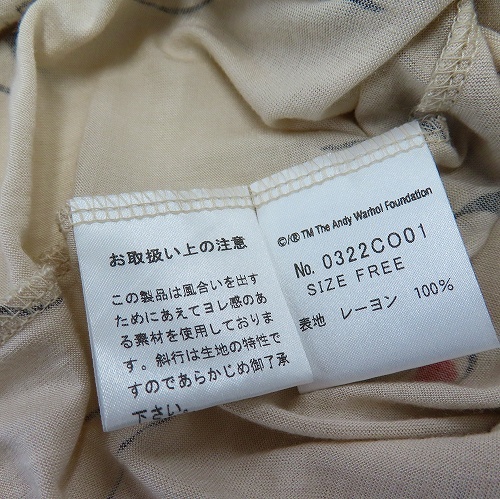 お取扱い上の注意
この製品は風合いを出す
ためにあえてヨレ感のあ
る素材を使用しておりま
す。斜行は生地の特性で
すのであらかじめ御了承
下さい。
©/® TM The Andy Warhol Foundation
No. 0322CO01
SIZE FREE
表地 レーヨン 100%